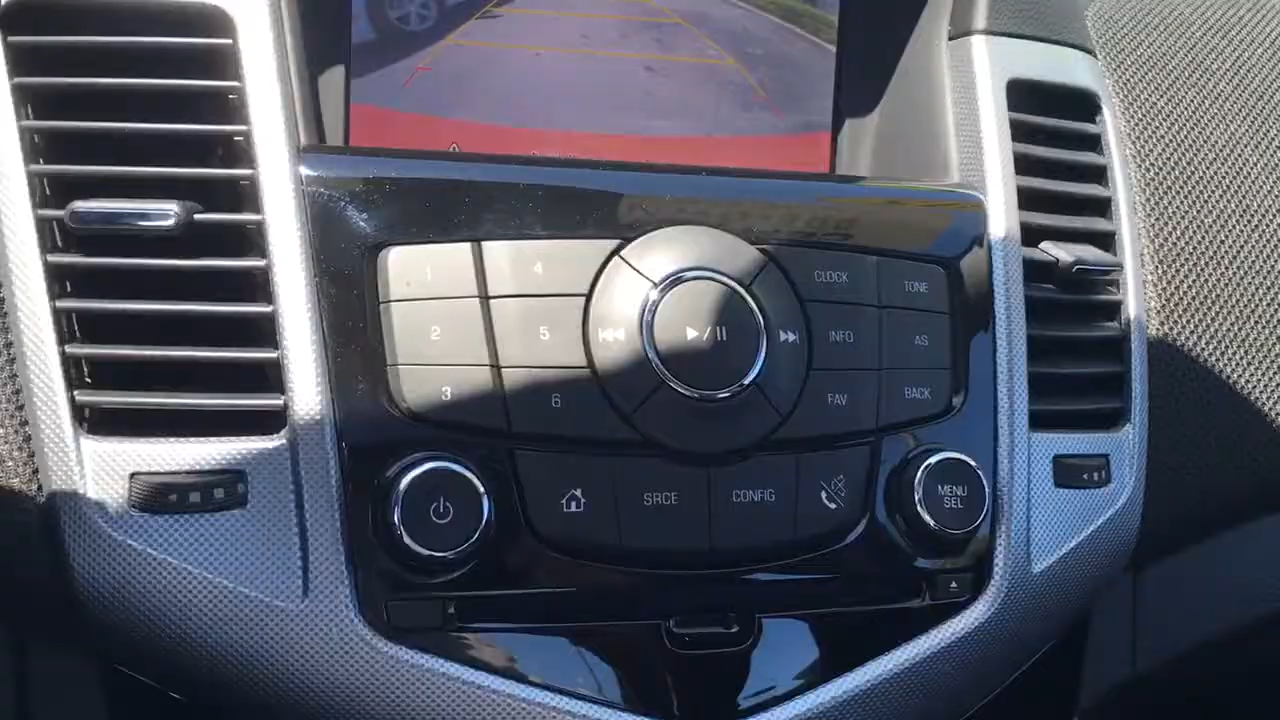 1
4
CLOCK
TONE
2
5
INFO
AS
3
6
FAV
BACK
SRCE
CONFIG
MENU
SEL